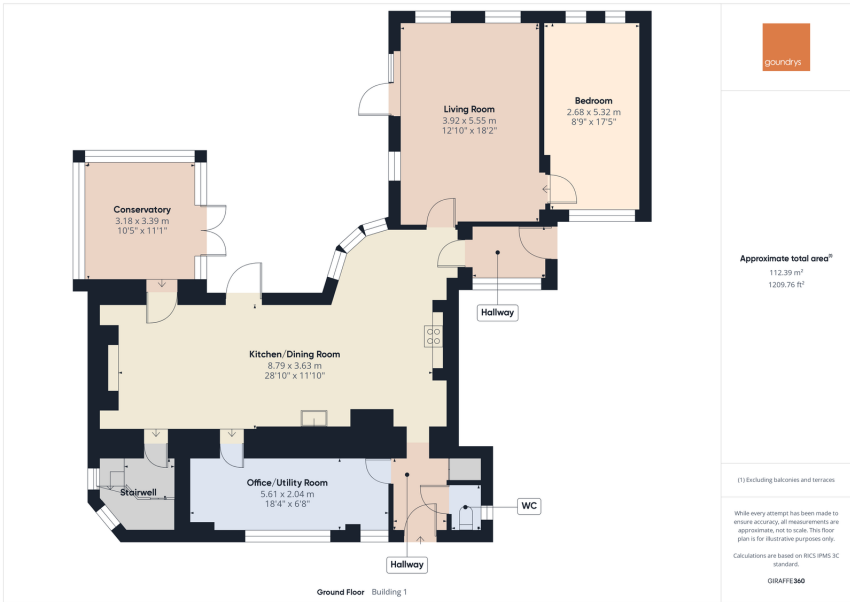 Living Room
3.92 x 5.55 m
12'10" x 18'2"
Bedroom
2.68 x 5.32 m
8'9" x 17'5"
Conservatory
3.18 x 3.39 m
10'5" x 11'1"
Hallway
Kitchen/Dining Room
8.79 x 3.63 m
28'10" x 11'10"
Stairwell
Office/Utility Room
5.61 x 2.04 m
18'4" x 6'8"
WC
Hallway
Ground Floor Building 1
goundrys
Approximate total area⁽¹⁾
112.39 m²
1209.76 ft²
(1) Excluding balconies and terraces
While every attempt has been made to
ensure accuracy, all measurements are
approximate, not to scale. This floor
plan is for illustrative purposes only.
Calculations are based on RICS IPMS 3C
standard.
GIRAFFE360